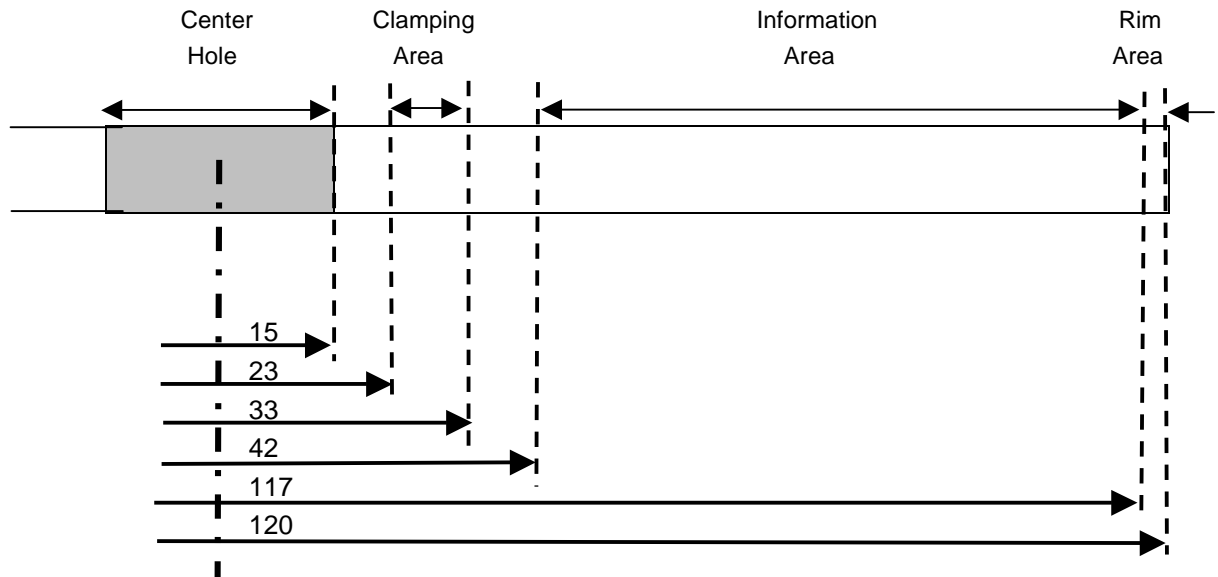 Center Hole
Clamping Area
Information Area
Rim Area
15
23
33
42
117
120